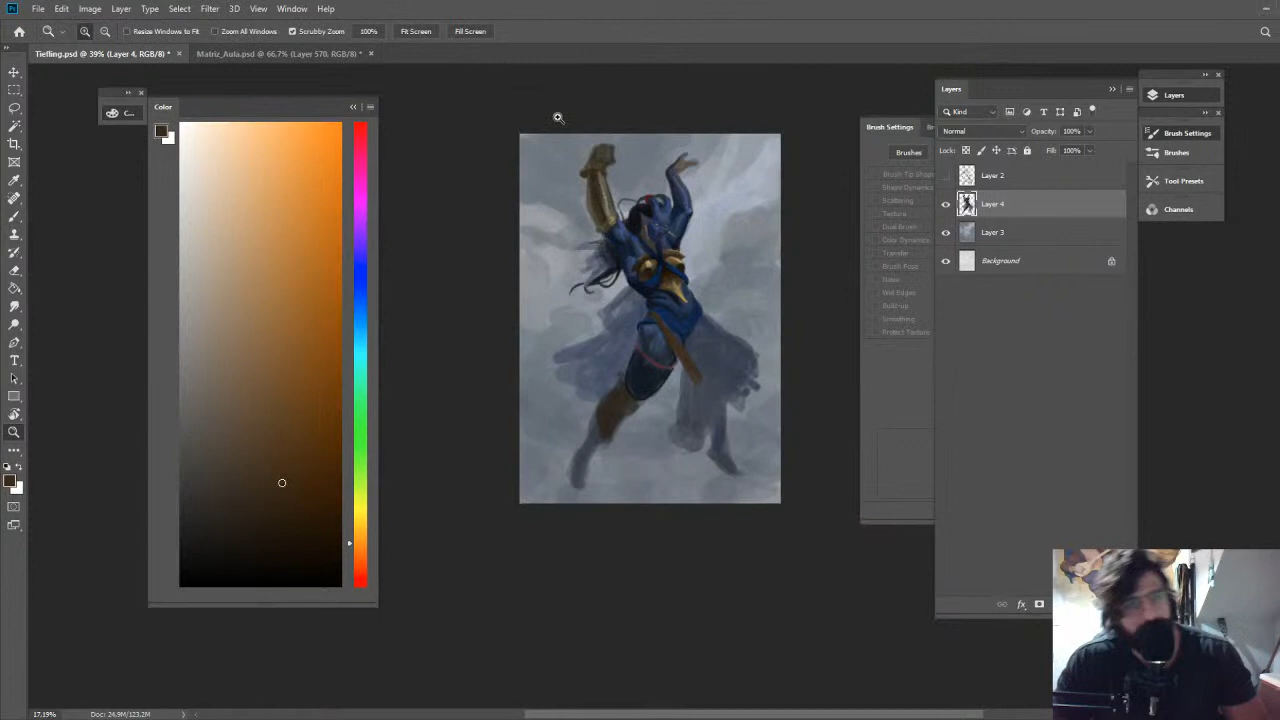 Ps File Edit Image Layer Type Select Filter 3D View Window Help
Resize Windows to Fit Zoom All Windows Scrubby Zoom 100% Fit Screen Fill Screen
Tiefling.psd @ 39% (Layer 4, RGB/8) * × Matriz_Aula.psd @ 66,7% (Layer 570, RGB/8) * ×
C...
Color
Layers
Kind
Normal Opacity: 100%
Lock: Fill: 100%
Layer 2
Layer 4
Layer 3
Background
fx
Brush Settings
Brushes
Brush Tip Shape
Shape Dynamics
Scattering
Texture
Dual Brush
Color Dynamics
Transfer
Brush Pose
Noise
Wet Edges
Build-up
Smoothing
Protect Texture
Layers
Brush Settings
Brushes
Tool Presets
Channels
17,19% Doc: 24,9M/123,2M